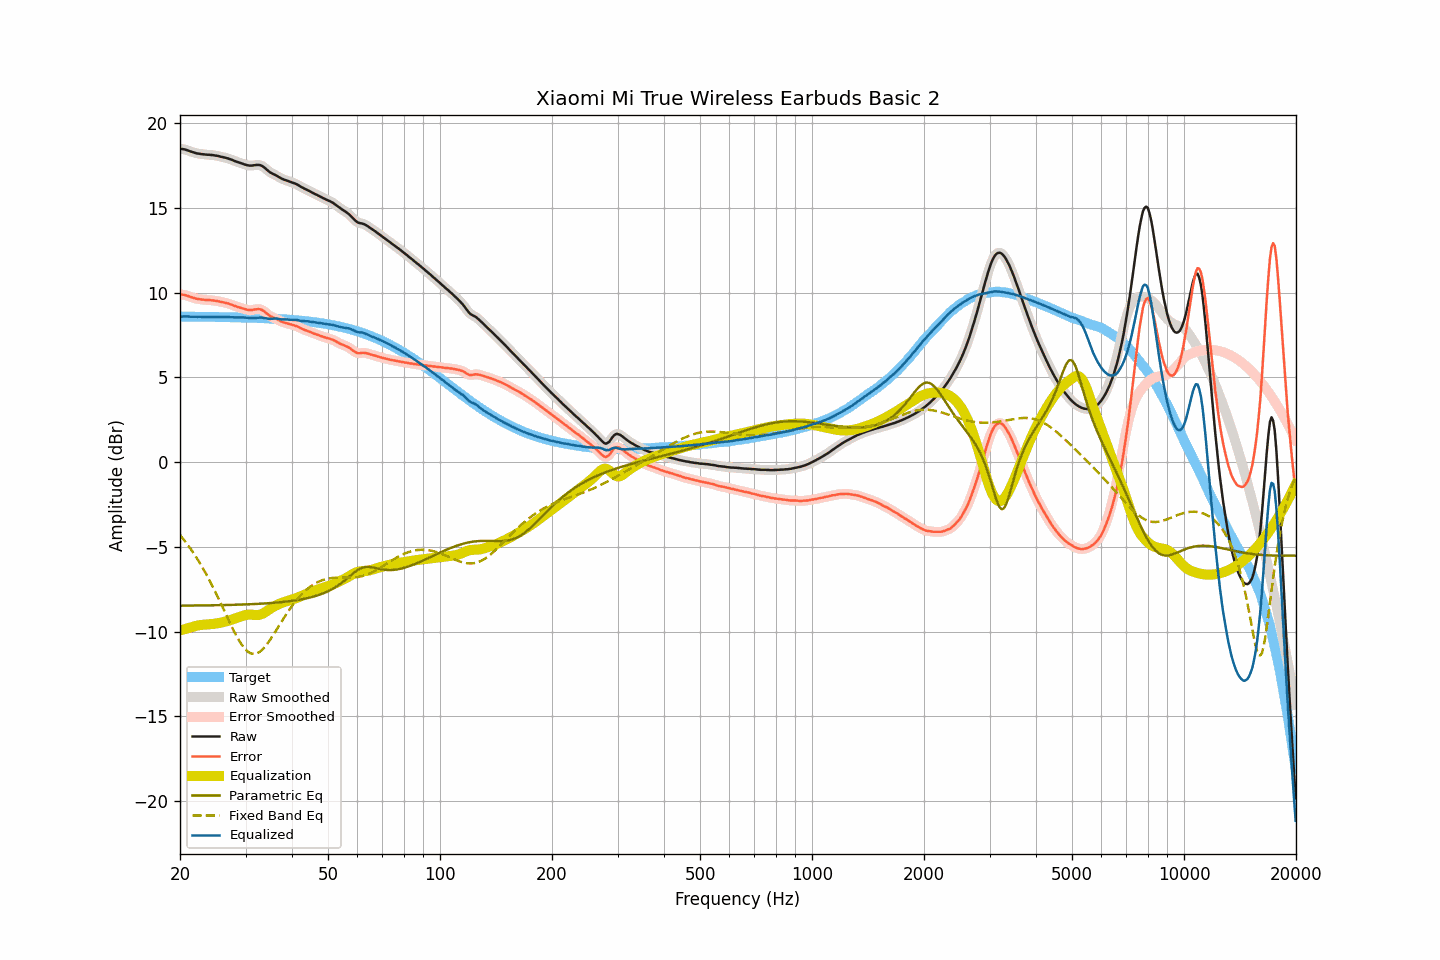 Xiaomi Mi True Wireless Earbuds Basic 2
Amplitude (dBr)
20
15
10
5
0
−5
−10
−15
−20
Target
Raw Smoothed
Error Smoothed
Raw
Error
Equalization
Parametric Eq
Fixed Band Eq
Equalized
20 50 100 200 500 1000 2000 5000 10000 20000
Frequency (Hz)